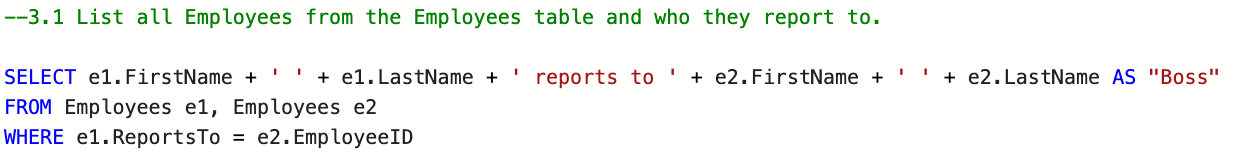 --3.1 List all Employees from the Employees table and who they report to.
SELECT e1.FirstName + ' ' + e1.LastName + ' reports to ' + e2.FirstName + ' ' + e2.LastName AS "Boss"
FROM Employees e1, Employees e2
WHERE e1.ReportsTo = e2.EmployeeID